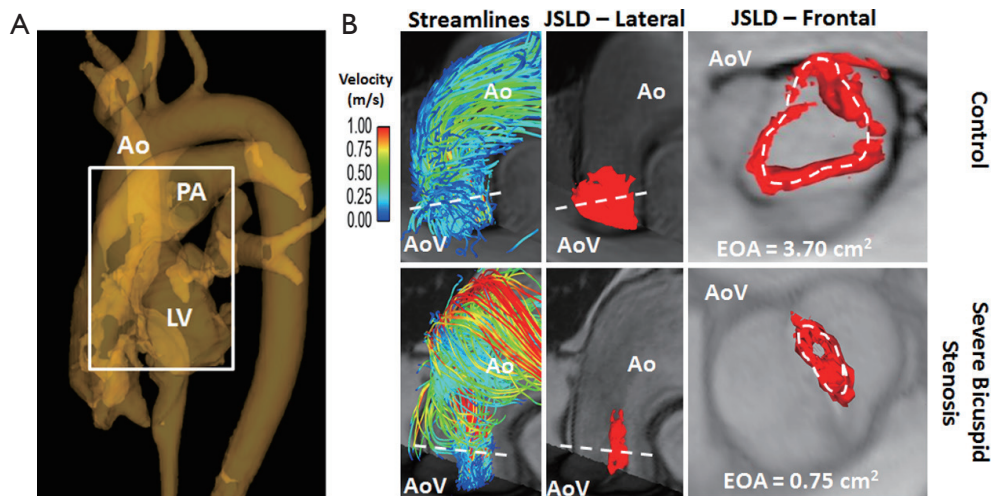 A
Ao
PA
LV
B
Streamlines
JSLD – Lateral
JSLD – Frontal
Velocity
(m/s)
1.00
0.75
0.50
0.25
0.00
Ao
AoV
Ao
AoV
AoV
EOA = 3.70 cm²
Control
Ao
AoV
Ao
AoV
AoV
EOA = 0.75 cm²
Severe Bicuspid
Stenosis